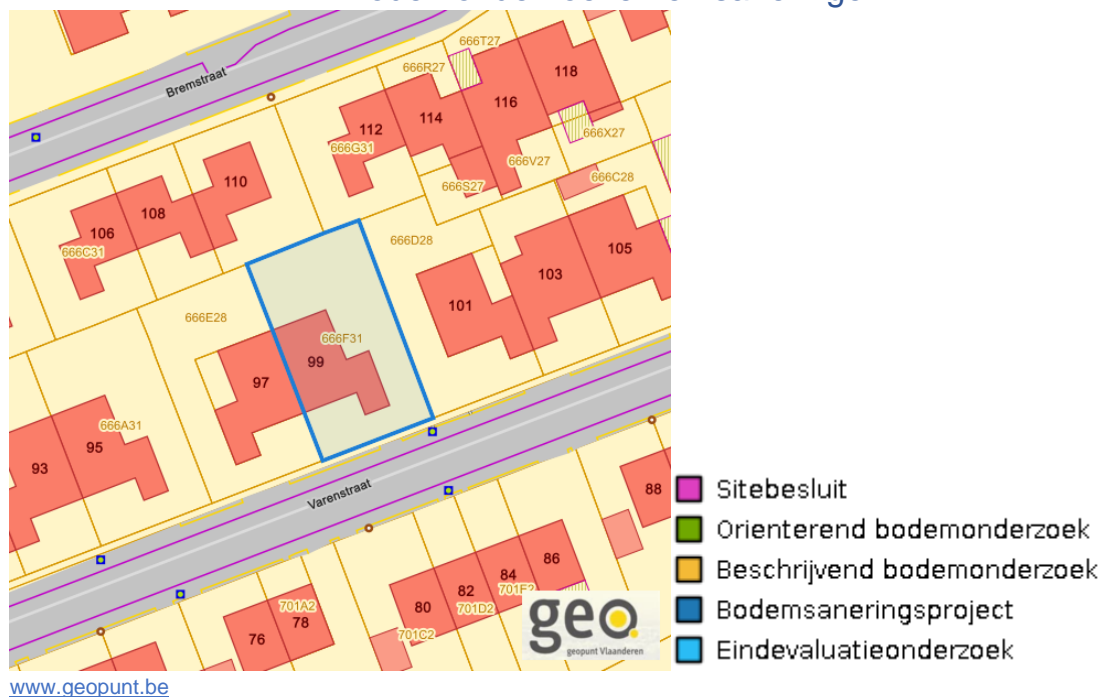 Bremstraat
666T27
666R27
118
116
114
112
666G31
666X27
666V27
666S27
666C28
110
108
106
666C31
666D28
105
103
101
666E28
666F31
99
97
666A31
95
93
Varenstraat
88
86
84
82
80
701E2
701D2
701C2
701A2
78
76
geo
geopunt Vlaanderen
Sitebesluit
Orienterend bodemonderzoek
Beschrijvend bodemonderzoek
Bodemsaneringsproject
Eindevaluatieonderzoek
www.geopunt.be